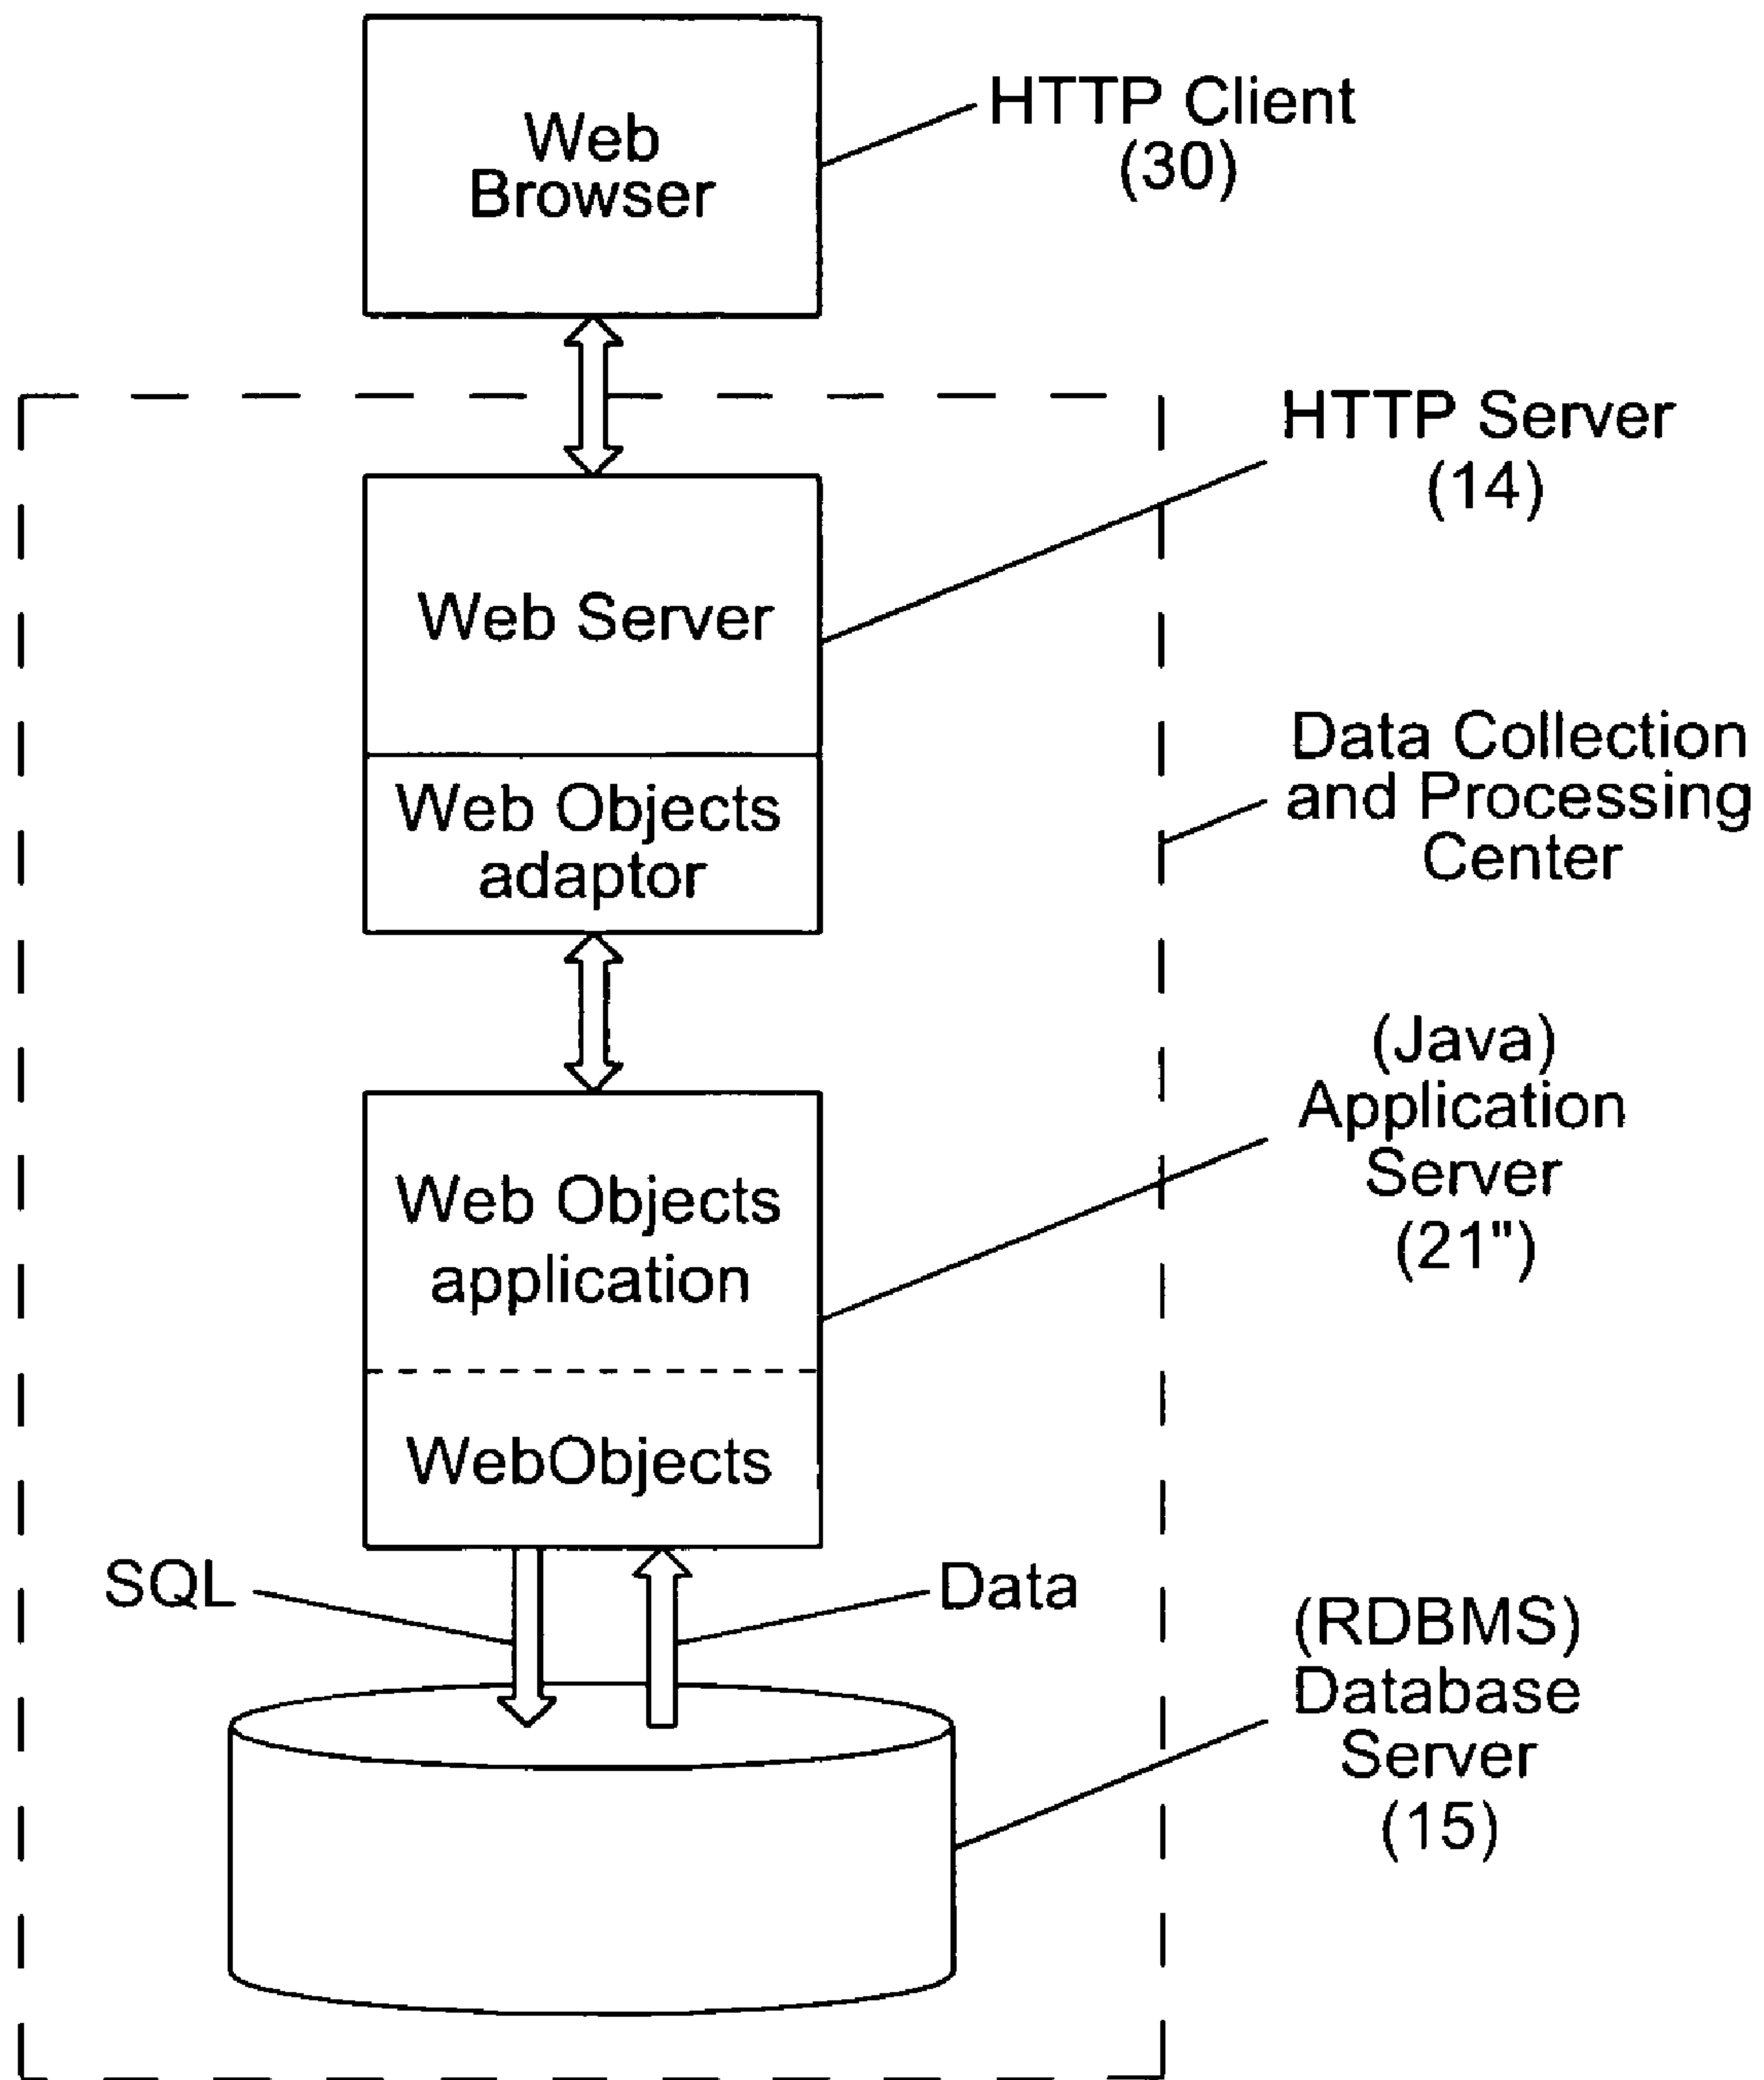 Web
Browser
HTTP Client
(30)
HTTP Server
(14)
Web Server
Data Collection
and Processing
Center
Web Objects
adaptor
(Java)
Application
Server
(21")
Web Objects
application
WebObjects
SQL
Data
(RDBMS)
Database
Server
(15)